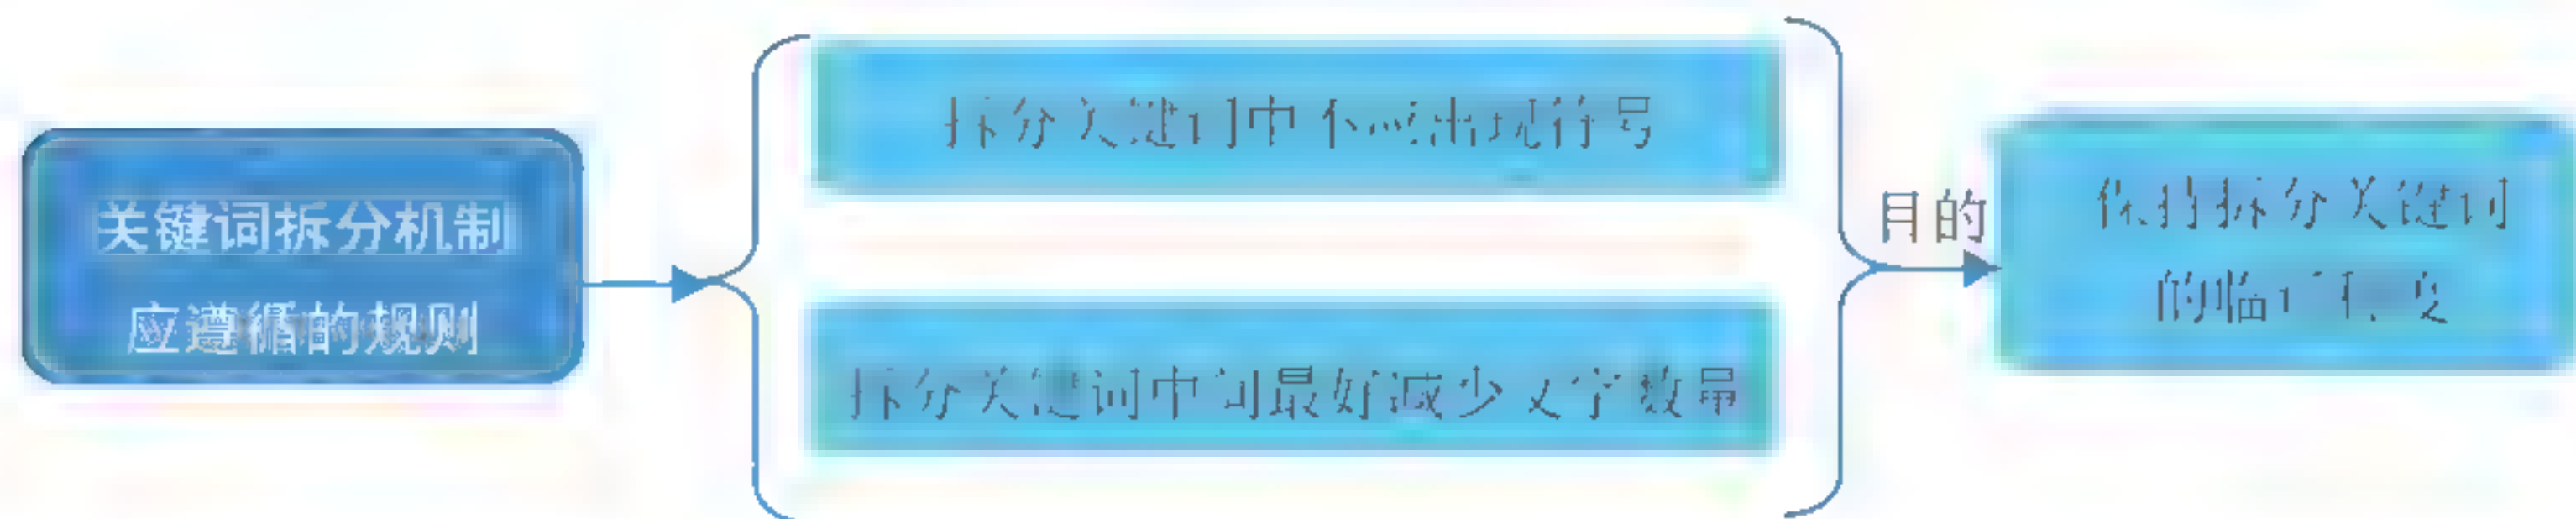 关键词拆分机制
应遵循的规则
拆分关键词中不应出现符号
拆分关键词中间最好减少文字数量
目的
保持拆分关键词